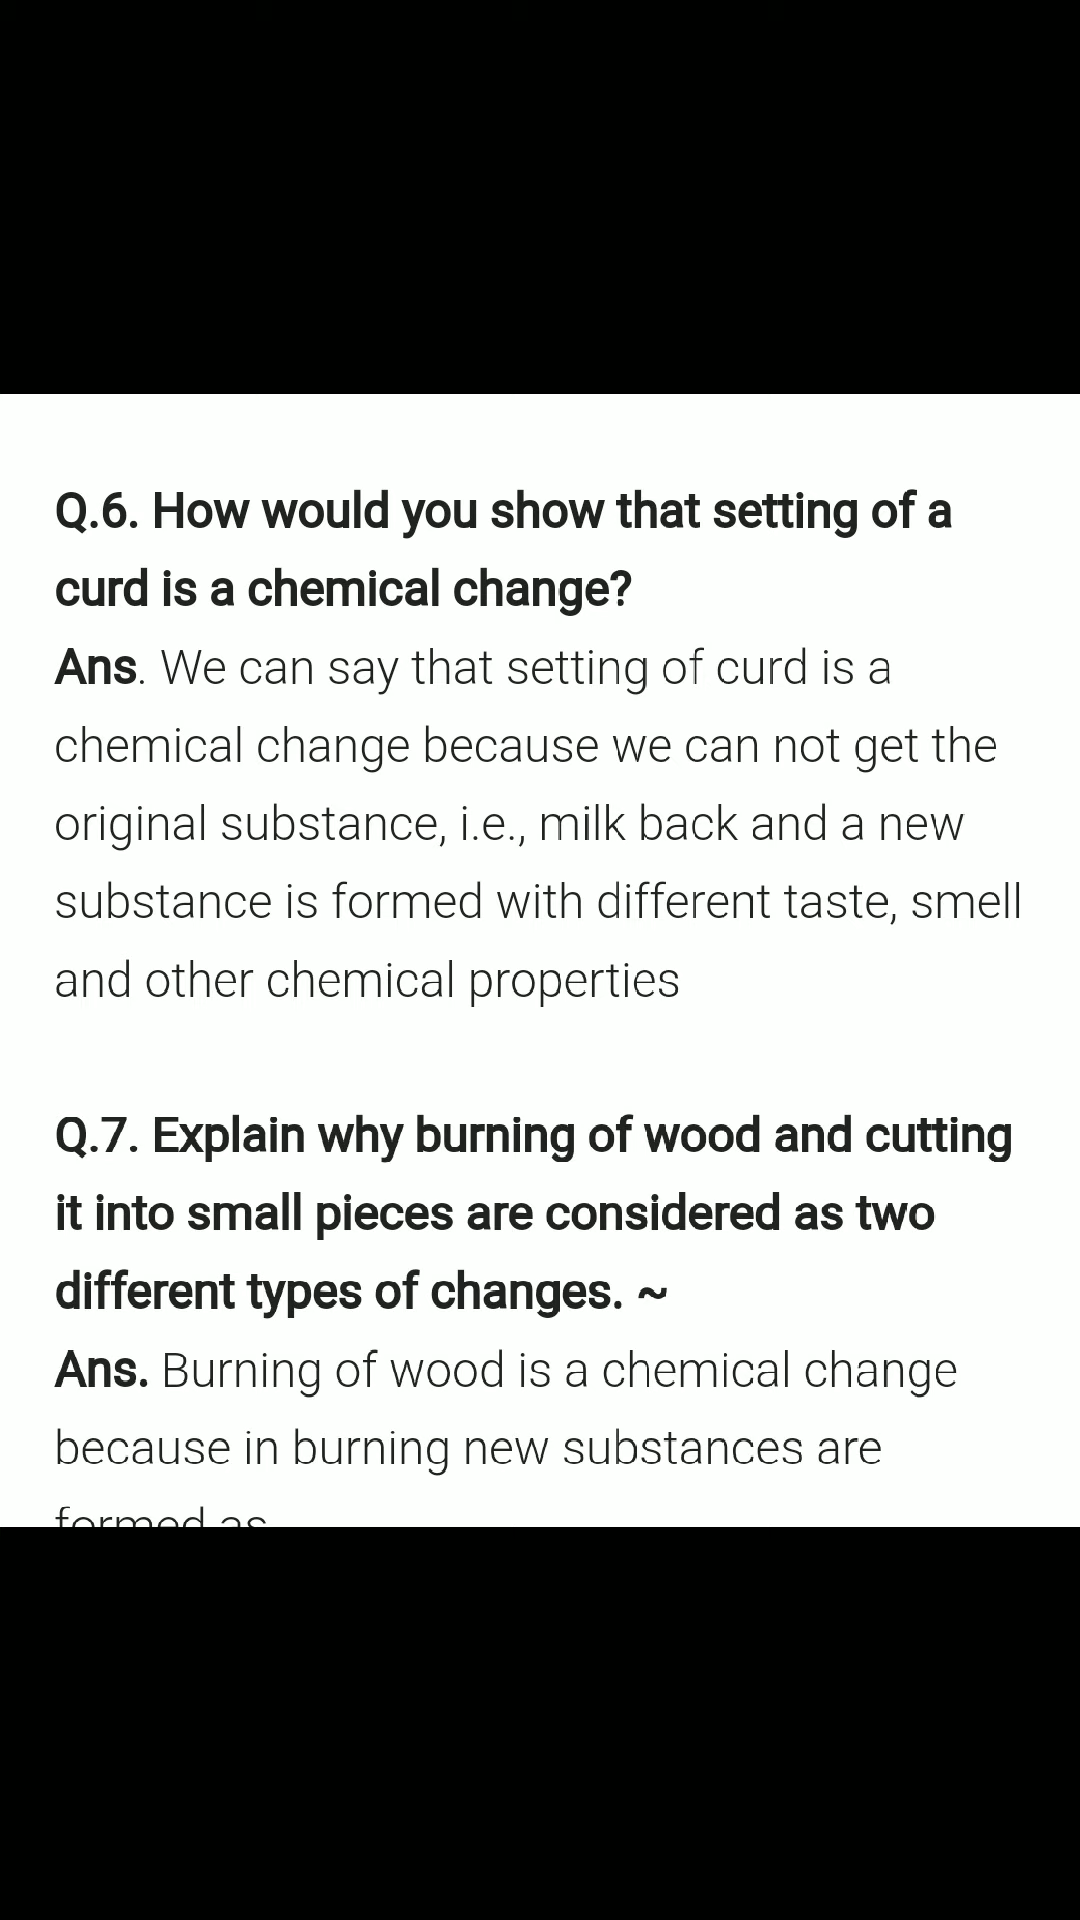 Q.6. How would you show that setting of a
curd is a chemical change?
Ans. We can say that setting of curd is a
chemical change because we can not get the
original substance, i.e., milk back and a new
substance is formed with different taste, smell
and other chemical properties
Q.7. Explain why burning of wood and cutting
it into small pieces are considered as two
different types of changes. ~
Ans. Burning of wood is a chemical change
because in burning new substances are
formed as